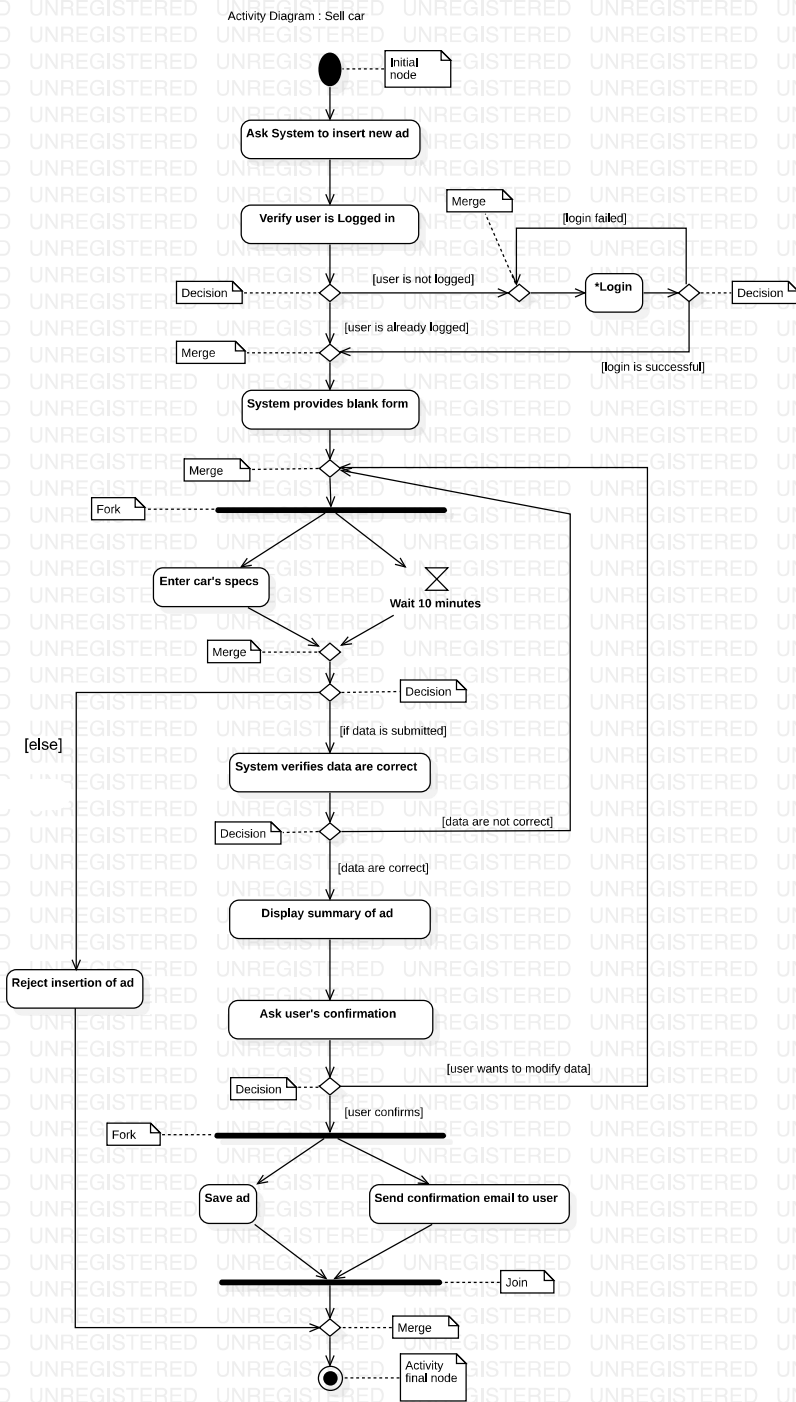 Activity Diagram : Sell car
Initial
node
Ask System to insert new ad
Verify user is Logged in
Merge
[login failed]
Decision
[user is not logged]
*Login
Decision
[user is already logged]
Merge
[login is successful]
System provides blank form
Merge
Fork
Enter car's specs
Wait 10 minutes
Merge
Decision
[else]
[if data is submitted]
System verifies data are correct
Decision
[data are not correct]
[data are correct]
Display summary of ad
Reject insertion of ad
Ask user's confirmation
[user wants to modify data]
Decision
[user confirms]
Fork
Save ad
Send confirmation email to user
Join
Merge
Activity
final node
UNREGISTERED